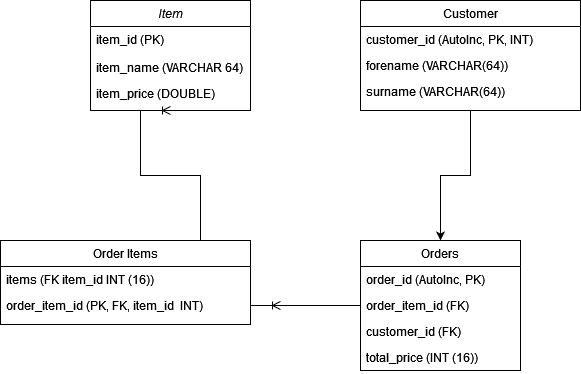 Item
item_id (PK)
item_name (VARCHAR 64)
item_price (DOUBLE)
Customer
customer_id (AutoInc, PK, INT)
forename (VARCHAR(64))
surname (VARCHAR(64))
Order Items
items (FK item_id INT (16))
order_item_id (PK, FK, item_id  INT)
Orders
order_id (AutoInc, PK)
order_item_id (FK)
customer_id (FK)
total_price (INT (16))